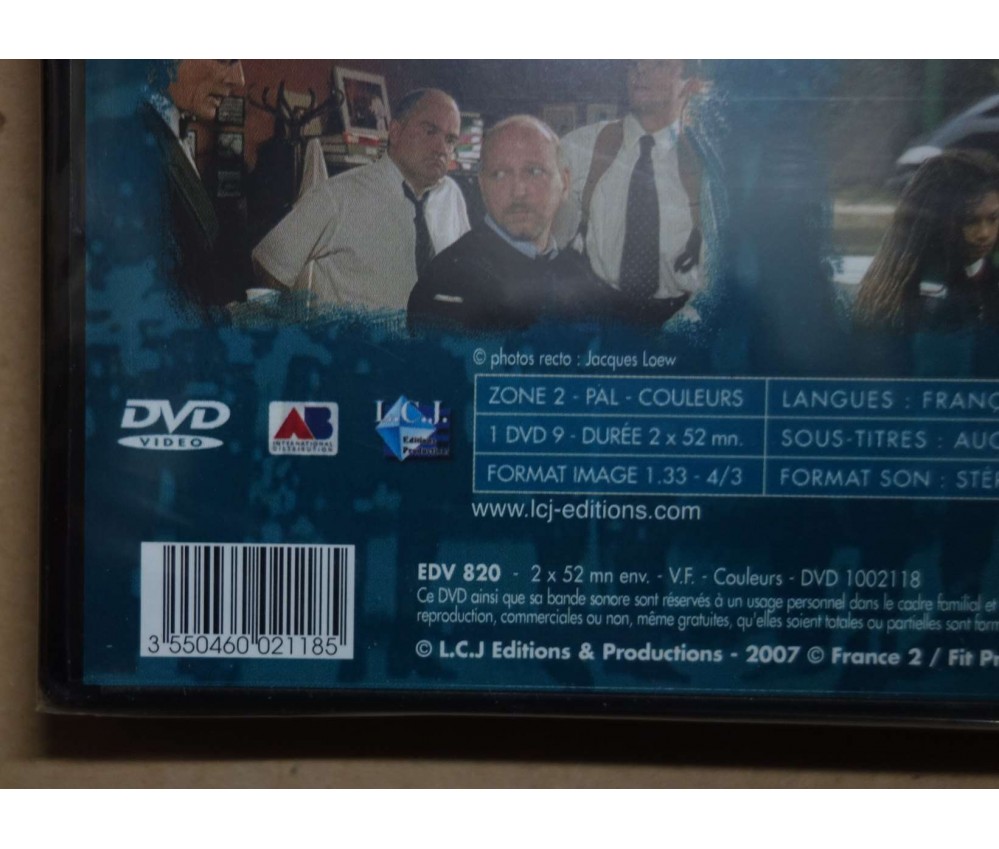 © photos recto : Jacques Loew
ZONE 2 - PAL - COULEURS
LANGUES : FRANÇ
1 DVD 9 - DURÉE 2 x 52 mn.
SOUS-TITRES : AUC
FORMAT IMAGE 1.33 - 4/3
FORMAT SON : STÉR
DVD
VIDEO
AB
INTERNATIONAL
DISTRIBUTION
L.C.J.
Editions
Productions
www.lcj-editions.com
EDV 820 - 2 x 52 mn env. - V.F. - Couleurs - DVD 1002118
Ce DVD ainsi que sa bande sonore sont réservés à un usage personnel dans le cadre familial et
reproduction, commerciales ou non, même gratuites, qu'elles soient totales ou partielles sont form
© L.C.J Editions & Productions - 2007 © France 2 / Fit Pr
3 550460 021185